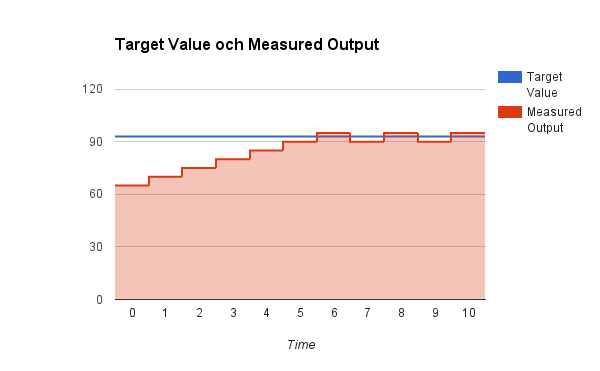 Target Value och Measured Output
Target
Value
Measured
Output
120
90
60
30
0
0 1 2 3 4 5 6 7 8 9 10
Time